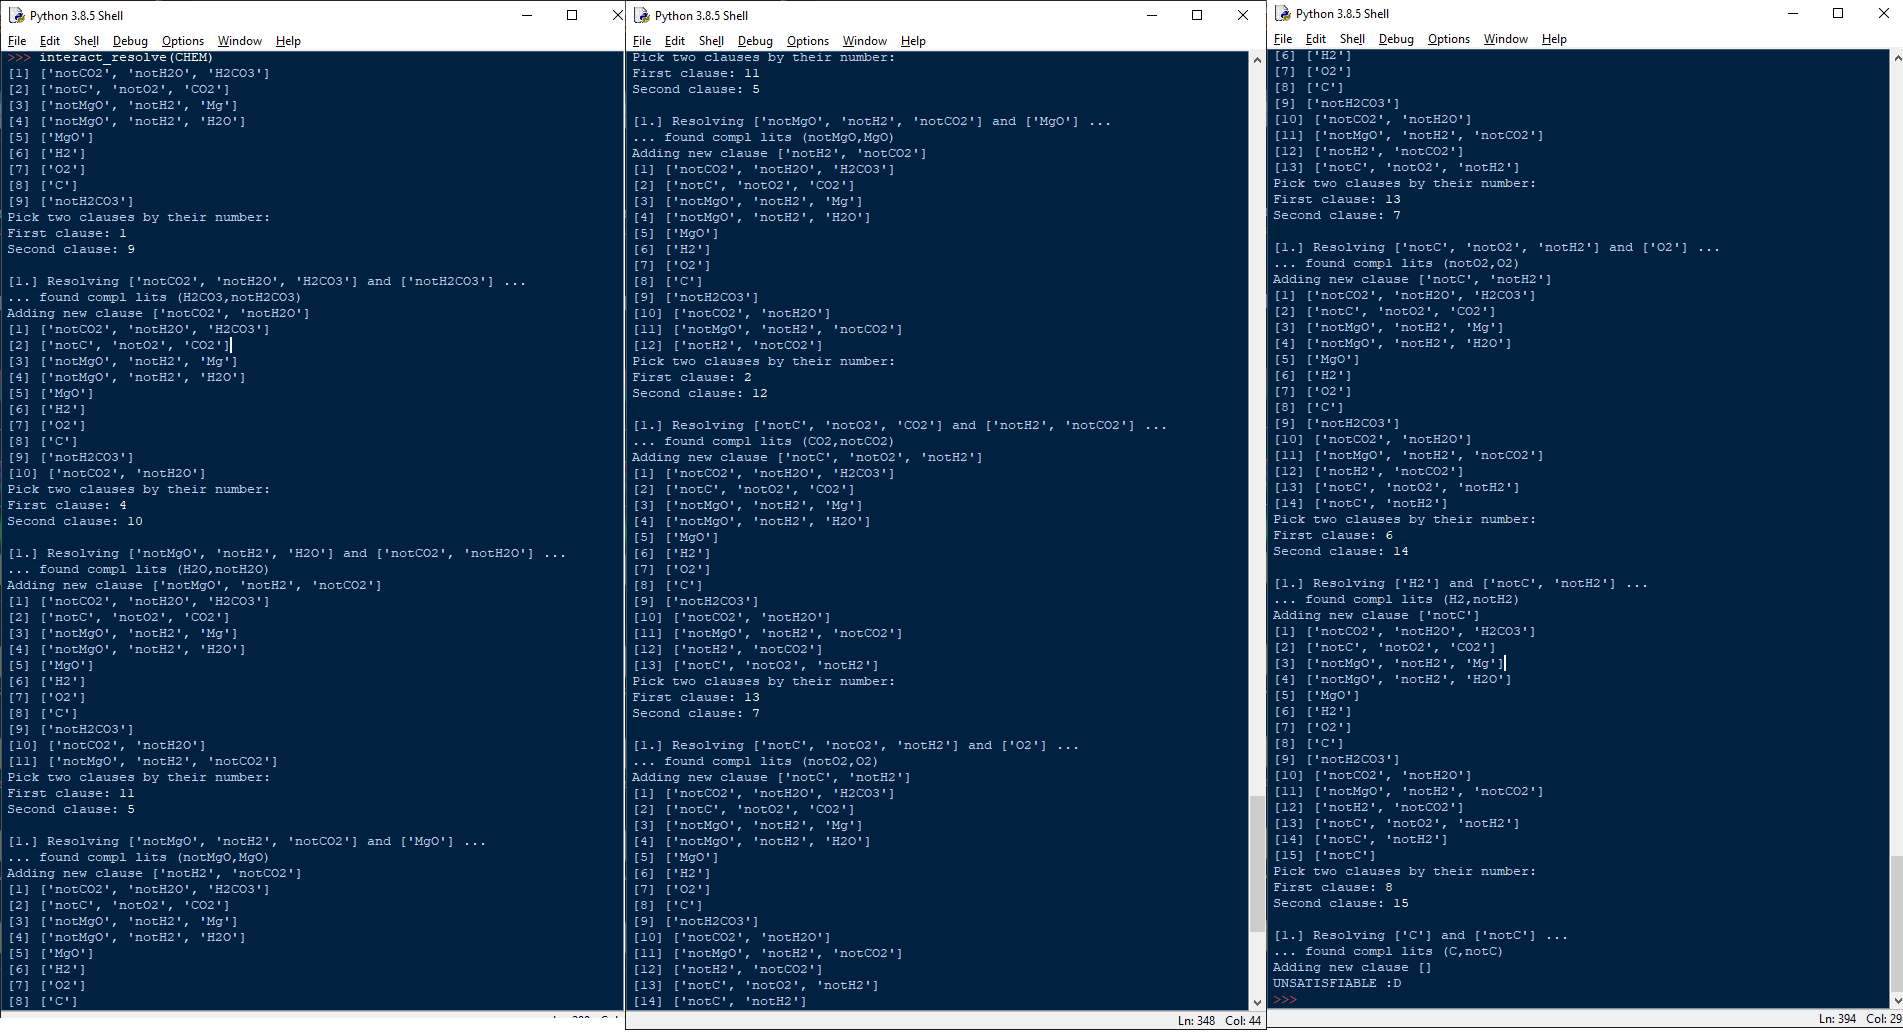 Python 3.8.5 Shell
File Edit Shell Debug Options Window Help
>>> interact_resolve(CHEM)
[1] ['notCO2', 'notH2O', 'H2CO3']
[2] ['notC', 'notO2', 'CO2']
[3] ['notMgO', 'notH2', 'Mg']
[4] ['notMgO', 'notH2', 'H2O']
[5] ['MgO']
[6] ['H2']
[7] ['O2']
[8] ['C']
[9] ['notH2CO3']
Pick two clauses by their number:
First clause: 1
Second clause: 9
[1.] Resolving ['notCO2', 'notH2O', 'H2CO3'] and ['notH2CO3'] ...
... found compl lits (H2CO3,notH2CO3)
Adding new clause ['notCO2', 'notH2O']
[1] ['notCO2', 'notH2O', 'H2CO3']
[2] ['notC', 'notO2', 'CO2']
[3] ['notMgO', 'notH2', 'Mg']
[4] ['notMgO', 'notH2', 'H2O']
[5] ['MgO']
[6] ['H2']
[7] ['O2']
[8] ['C']
[9] ['notH2CO3']
[10] ['notCO2', 'notH2O']
Pick two clauses by their number:
First clause: 4
Second clause: 10
[1.] Resolving ['notMgO', 'notH2', 'H2O'] and ['notCO2', 'notH2O'] ...
... found compl lits (H2O,notH2O)
Adding new clause ['notMgO', 'notH2', 'notCO2']
[1] ['notCO2', 'notH2O', 'H2CO3']
[2] ['notC', 'notO2', 'CO2']
[3] ['notMgO', 'notH2', 'Mg']
[4] ['notMgO', 'notH2', 'H2O']
[5] ['MgO']
[6] ['H2']
[7] ['O2']
[8] ['C']
[9] ['notH2CO3']
[10] ['notCO2', 'notH2O']
[11] ['notMgO', 'notH2', 'notCO2']
Pick two clauses by their number:
First clause: 11
Second clause: 5
[1.] Resolving ['notMgO', 'notH2', 'notCO2'] and ['MgO'] ...
... found compl lits (notMgO,MgO)
Adding new clause ['notH2', 'notCO2']
[1] ['notCO2', 'notH2O', 'H2CO3']
[2] ['notC', 'notO2', 'CO2']
[3] ['notMgO', 'notH2', 'Mg']
[4] ['notMgO', 'notH2', 'H2O']
[5] ['MgO']
[6] ['H2']
[7] ['O2']
[8] ['C']
Python 3.8.5 Shell
File Edit Shell Debug Options Window Help
Pick two clauses by their number:
First clause: 11
Second clause: 5
[1.] Resolving ['notMgO', 'notH2', 'notCO2'] and ['MgO'] ...
... found compl lits (notMgO,MgO)
Adding new clause ['notH2', 'notCO2']
[1] ['notCO2', 'notH2O', 'H2CO3']
[2] ['notC', 'notO2', 'CO2']
[3] ['notMgO', 'notH2', 'Mg']
[4] ['notMgO', 'notH2', 'H2O']
[5] ['MgO']
[6] ['H2']
[7] ['O2']
[8] ['C']
[9] ['notH2CO3']
[10] ['notCO2', 'notH2O']
[11] ['notMgO', 'notH2', 'notCO2']
[12] ['notH2', 'notCO2']
Pick two clauses by their number:
First clause: 2
Second clause: 12
[1.] Resolving ['notC', 'notO2', 'CO2'] and ['notH2', 'notCO2'] ...
... found compl lits (CO2,notCO2)
Adding new clause ['notC', 'notO2', 'notH2']
[1] ['notCO2', 'notH2O', 'H2CO3']
[2] ['notC', 'notO2', 'CO2']
[3] ['notMgO', 'notH2', 'Mg']
[4] ['notMgO', 'notH2', 'H2O']
[5] ['MgO']
[6] ['H2']
[7] ['O2']
[8] ['C']
[9] ['notH2CO3']
[10] ['notCO2', 'notH2O']
[11] ['notMgO', 'notH2', 'notCO2']
[12] ['notH2', 'notCO2']
[13] ['notC', 'notO2', 'notH2']
Pick two clauses by their number:
First clause: 13
Second clause: 7
[1.] Resolving ['notC', 'notO2', 'notH2'] and ['O2'] ...
... found compl lits (notO2,O2)
Adding new clause ['notC', 'notH2']
[1] ['notCO2', 'notH2O', 'H2CO3']
[2] ['notC', 'notO2', 'CO2']
[3] ['notMgO', 'notH2', 'Mg']
[4] ['notMgO', 'notH2', 'H2O']
[5] ['MgO']
[6] ['H2']
[7] ['O2']
[8] ['C']
[9] ['notH2CO3']
[10] ['notCO2', 'notH2O']
[11] ['notMgO', 'notH2', 'notCO2']
[12] ['notH2', 'notCO2']
[13] ['notC', 'notO2', 'notH2']
[14] ['notC', 'notH2']
Ln: 348 Col: 44
Python 3.8.5 Shell
File Edit Shell Debug Options Window Help
[6] ['H2']
[7] ['O2']
[8] ['C']
[9] ['notH2CO3']
[10] ['notCO2', 'notH2O']
[11] ['notMgO', 'notH2', 'notCO2']
[12] ['notH2', 'notCO2']
[13] ['notC', 'notO2', 'notH2']
Pick two clauses by their number:
First clause: 13
Second clause: 7
[1.] Resolving ['notC', 'notO2', 'notH2'] and ['O2'] ...
... found compl lits (notO2,O2)
Adding new clause ['notC', 'notH2']
[1] ['notCO2', 'notH2O', 'H2CO3']
[2] ['notC', 'notO2', 'CO2']
[3] ['notMgO', 'notH2', 'Mg']
[4] ['notMgO', 'notH2', 'H2O']
[5] ['MgO']
[6] ['H2']
[7] ['O2']
[8] ['C']
[9] ['notH2CO3']
[10] ['notCO2', 'notH2O']
[11] ['notMgO', 'notH2', 'notCO2']
[12] ['notH2', 'notCO2']
[13] ['notC', 'notO2', 'notH2']
[14] ['notC', 'notH2']
Pick two clauses by their number:
First clause: 6
Second clause: 14
[1.] Resolving ['H2'] and ['notC', 'notH2'] ...
... found compl lits (H2,notH2)
Adding new clause ['notC']
[1] ['notCO2', 'notH2O', 'H2CO3']
[2] ['notC', 'notO2', 'CO2']
[3] ['notMgO', 'notH2', 'Mg']
[4] ['notMgO', 'notH2', 'H2O']
[5] ['MgO']
[6] ['H2']
[7] ['O2']
[8] ['C']
[9] ['notH2CO3']
[10] ['notCO2', 'notH2O']
[11] ['notMgO', 'notH2', 'notCO2']
[12] ['notH2', 'notCO2']
[13] ['notC', 'notO2', 'notH2']
[14] ['notC', 'notH2']
[15] ['notC']
Pick two clauses by their number:
First clause: 8
Second clause: 15
[1.] Resolving ['C'] and ['notC'] ...
... found compl lits (C,notC)
Adding new clause []
UNSATISFIABLE :D
>>>
Ln: 394 Col: 29